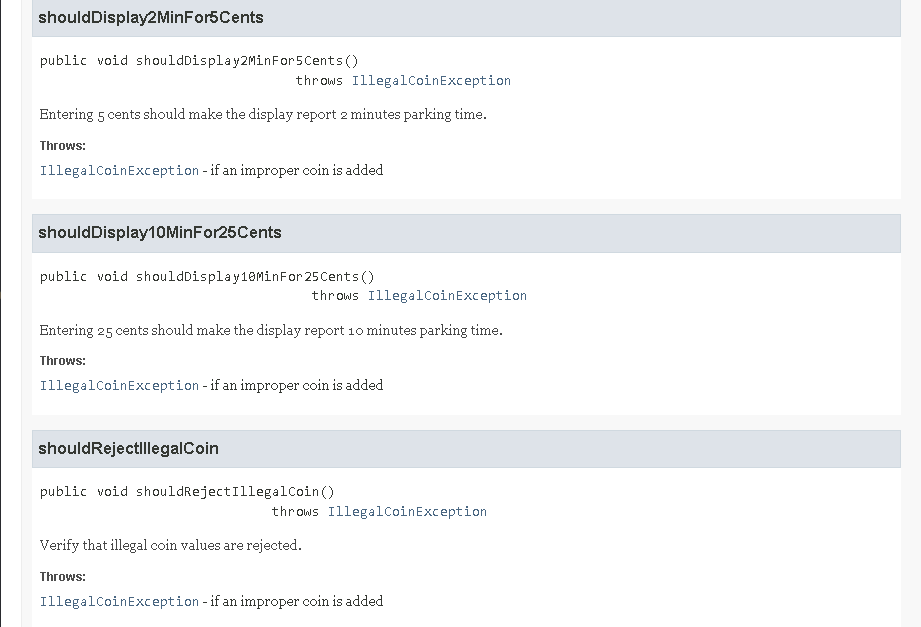 shouldDisplay2MinFor5Cents
public void shouldDisplay2MinFor5Cents()
throws IllegalCoinException
Entering 5 cents should make the display report 2 minutes parking time.
Throws:
IllegalCoinException - if an improper coin is added
shouldDisplay10MinFor25Cents
public void shouldDisplay10MinFor25Cents()
throws IllegalCoinException
Entering 25 cents should make the display report 10 minutes parking time.
Throws:
IllegalCoinException - if an improper coin is added
shouldRejectIllegalCoin
public void shouldRejectIllegalCoin()
throws IllegalCoinException
Verify that illegal coin values are rejected.
Throws:
IllegalCoinException - if an improper coin is added